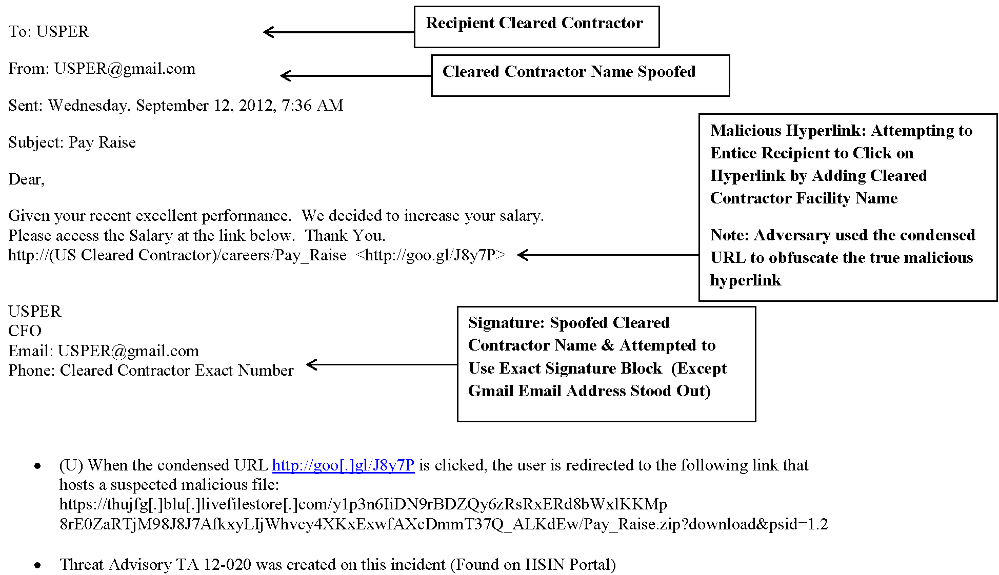 To: USPER
Recipient Cleared Contractor
From: USPER@gmail.com
Cleared Contractor Name Spoofed
Sent: Wednesday, September 12, 2012, 7:36 AM
Subject: Pay Raise
Dear,
Given your recent excellent performance.  We decided to increase your salary.
Please access the Salary at the link below.  Thank You.
http://(US Cleared Contractor)/careers/Pay_Raise  <http://goo.gl/J8y7P>
Malicious Hyperlink: Attempting to
Entice Recipient to Click on
Hyperlink by Adding Cleared
Contractor Facility Name
Note: Adversary used the condensed
URL to obfuscate the true malicious
hyperlink
USPER
CFO
Email: USPER@gmail.com
Phone: Cleared Contractor Exact Number
Signature: Spoofed Cleared
Contractor Name & Attempted to
Use Exact Signature Block  (Except
Gmail Email Address Stood Out)
• (U) When the condensed URL http://goo[.]gl/J8y7P is clicked, the user is redirected to the following link that
hosts a suspected malicious file:
https://thujfg[.]blu[.]livefilestore[.]com/y1p3n6IiDN9rBDZQy6zRsRxERd8bWxlKKMp
8rE0ZaRTjM98J8J7AfkxyLIjWhvcy4XKxExwfAXcDmmT37Q_ALKdEw/Pay_Raise.zip?download&psid=1.2
• Threat Advisory TA 12-020 was created on this incident (Found on HSIN Portal)